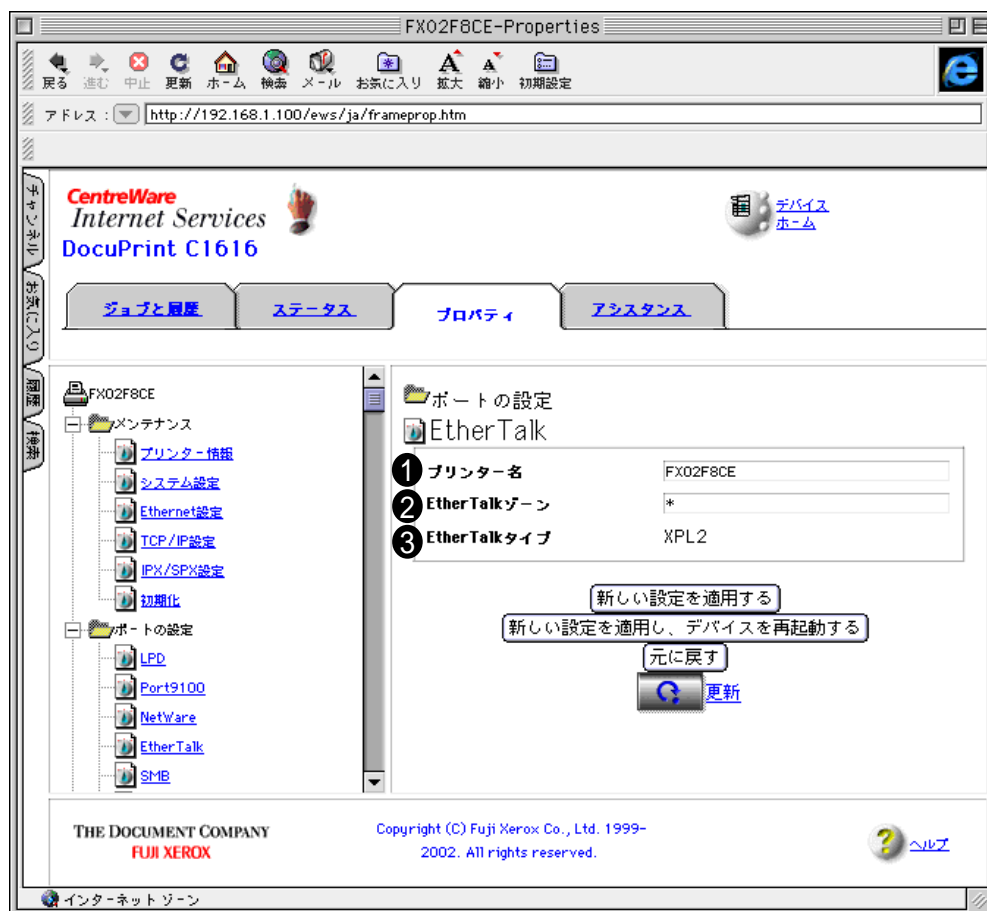 FX02F8CE-Properties
戻る 進む 中止 更新 ホーム 検索 メール お気に入り 拡大 縮小 初期設定
アドレス : http://192.168.1.100/ews/ja/frameprop.htm
チャンネル
お気に入り
履歴
検索
CentreWare
Internet Services
DocuPrint C1616
デバイス
ホーム
ジョブと履歴 ステータス プロパティ アシスタンス
FX02F8CE
メンテナンス
プリンター情報
システム設定
Ethernet設定
TCP/IP設定
IPX/SPX設定
初期化
ポートの設定
LPD
Port9100
NetWare
EtherTalk
SMB
ポートの設定
EtherTalk
1 プリンター名 FX02F8CE
2 EtherTalkゾーン *
3 EtherTalkタイプ XPL2
新しい設定を適用する
新しい設定を適用し、デバイスを再起動する
元に戻す
更新
THE DOCUMENT COMPANY
FUJI XEROX
Copyright (C) Fuji Xerox Co., Ltd. 1999-
2002. All rights reserved.
ヘルプ
インターネット ゾーン